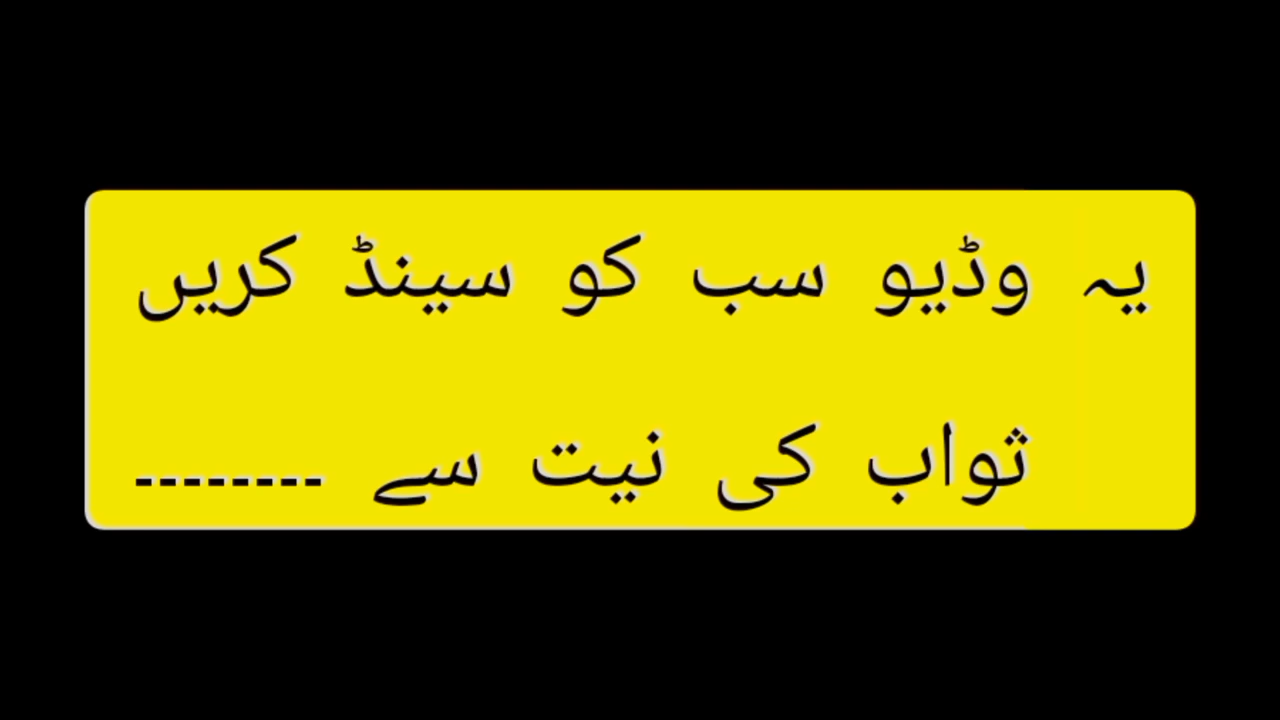 یہ وڈیو سب کو سینڈ کریں
ثواب کی نیت سے --------